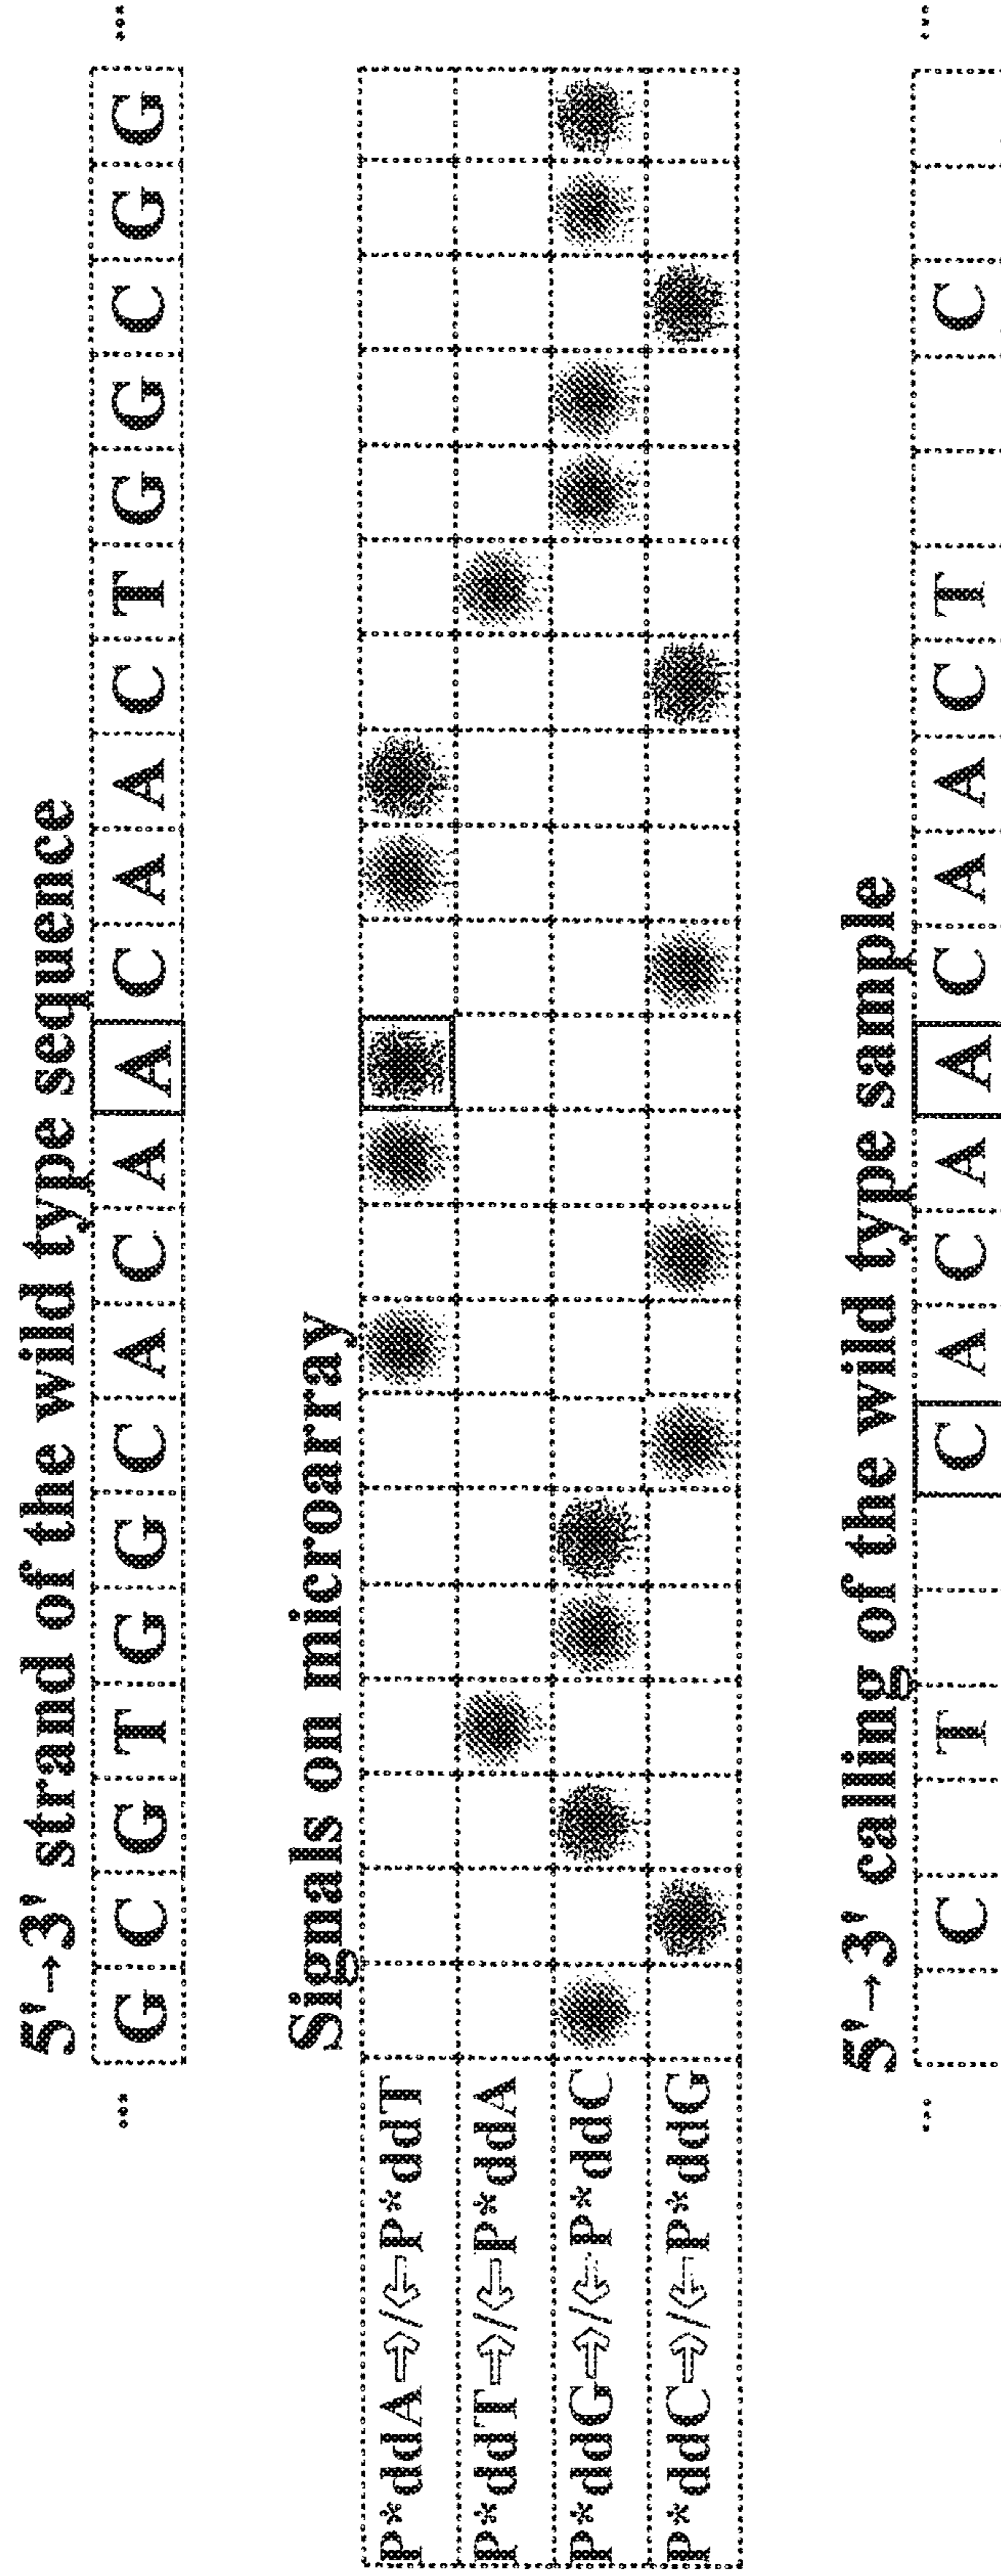 5'→3' strand of the wild type sequence
... G C G T G G C A C A A C A A C T G G C G G ...
Signals on microarray
P*ddA⇨/⇦P*ddT
P*ddT⇨/⇦P*ddA
P*ddG⇨/⇦P*ddC
P*ddC⇨/⇦P*ddG
5'→3' calling of the wild type sample
... C T C A C A A C A A C T C ...